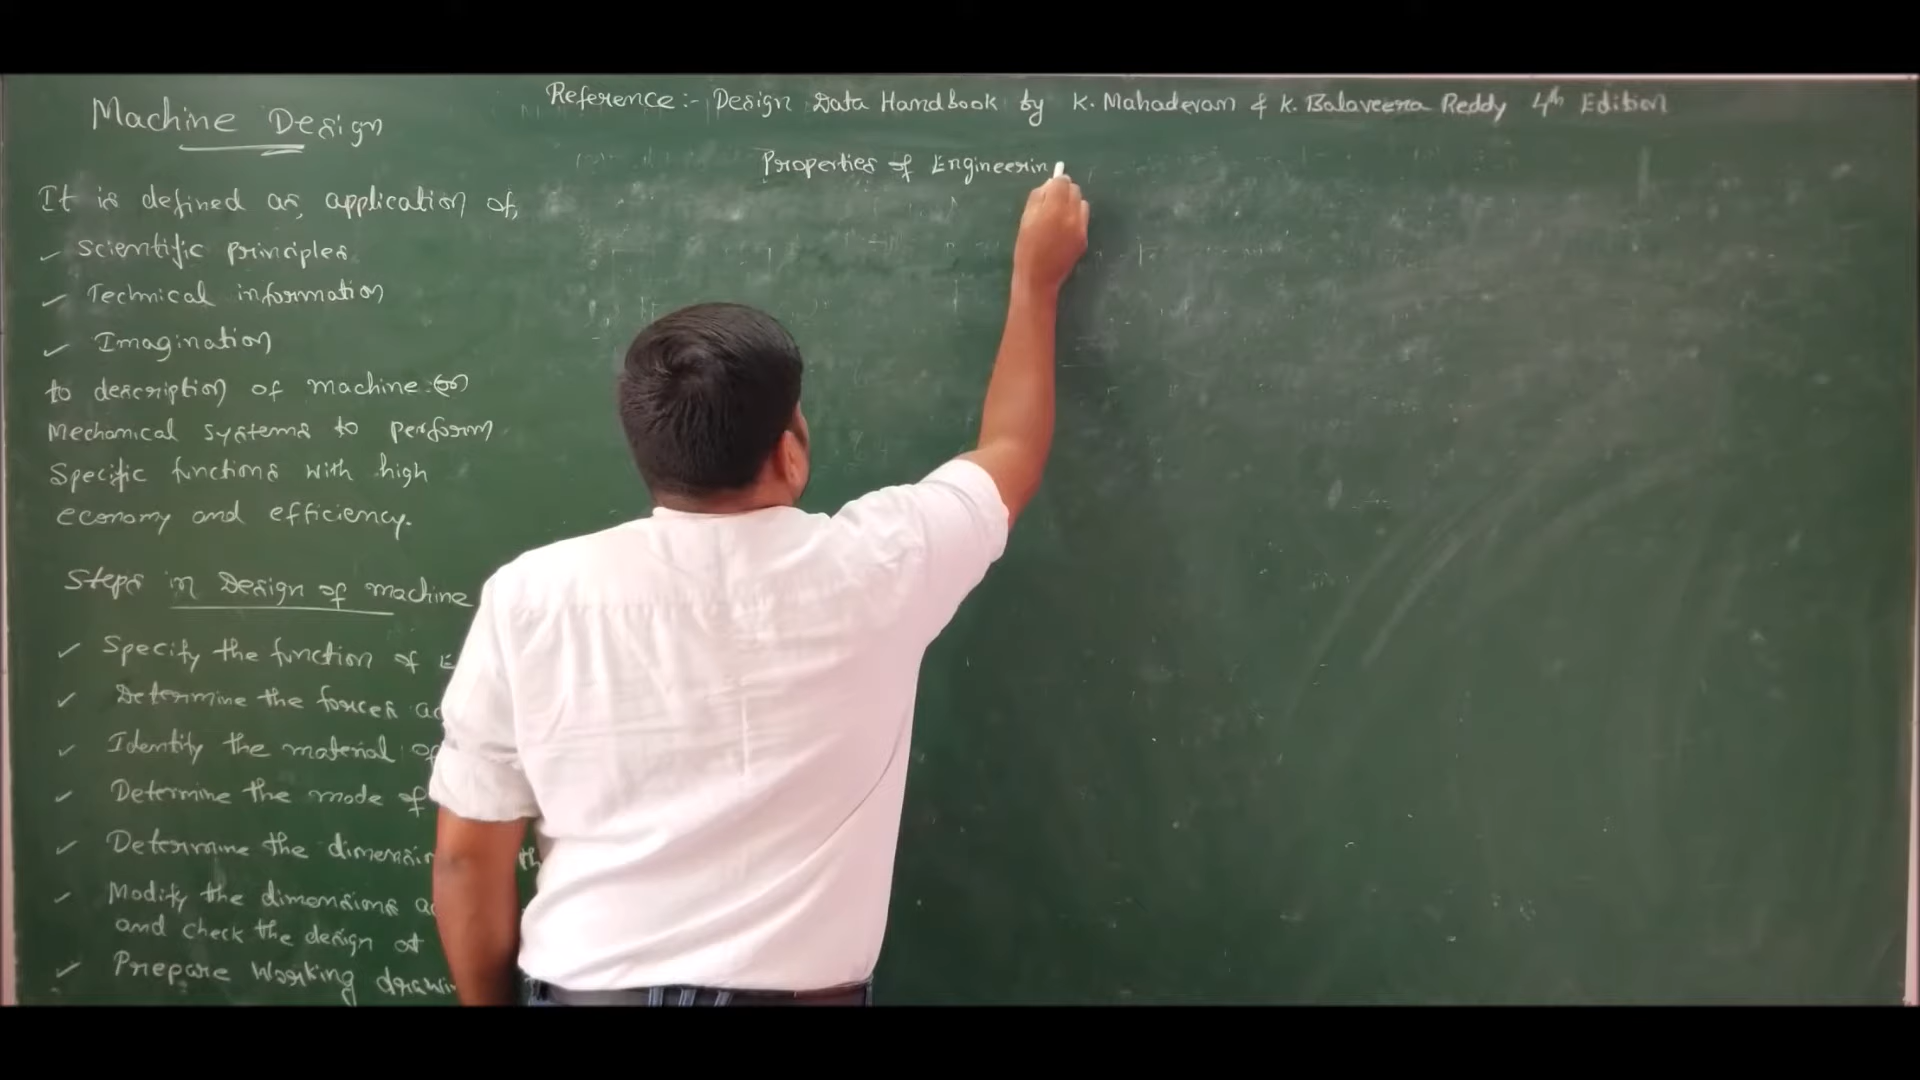 Machine Design
It is defined as, application of,
Scientific principles
Technical information
Imagination
to description of machine (or)
Mechanical systems to perform
Specific functions with high
economy and efficiency.
Steps in Design of machine
Specify the function of
Determine the forces
Identify the material of
Determine the mode of
Determine the
Modify the dimensions
and check the design at
Prepare Working
Reference:- Design Data Handbook by K. Mahadevan & K. Balaveera Reddy 4th Edition
Properties of Engineerin